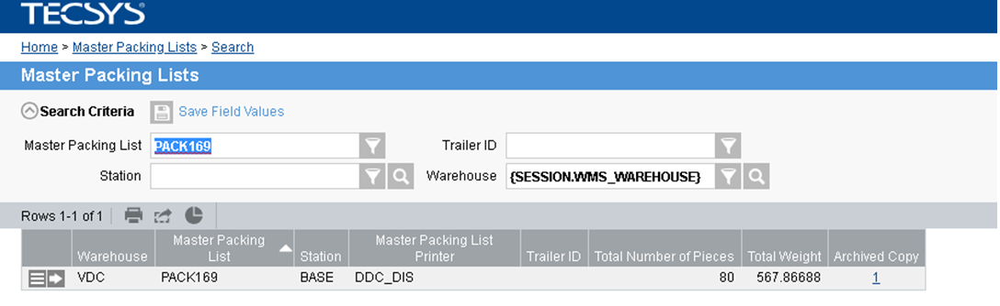 TECSYS
Home > Master Packing Lists > Search
Master Packing Lists
Search Criteria Save Field Values
Master Packing List PACK169 Trailer ID
Station Warehouse {SESSION.WMS_WAREHOUSE}
Rows 1-1 of 1
Warehouse Master Packing List Station Master Packing List Printer Trailer ID Total Number of Pieces Total Weight Archived Copy
VDC PACK169 BASE DDC_DIS 80 567.86688 1